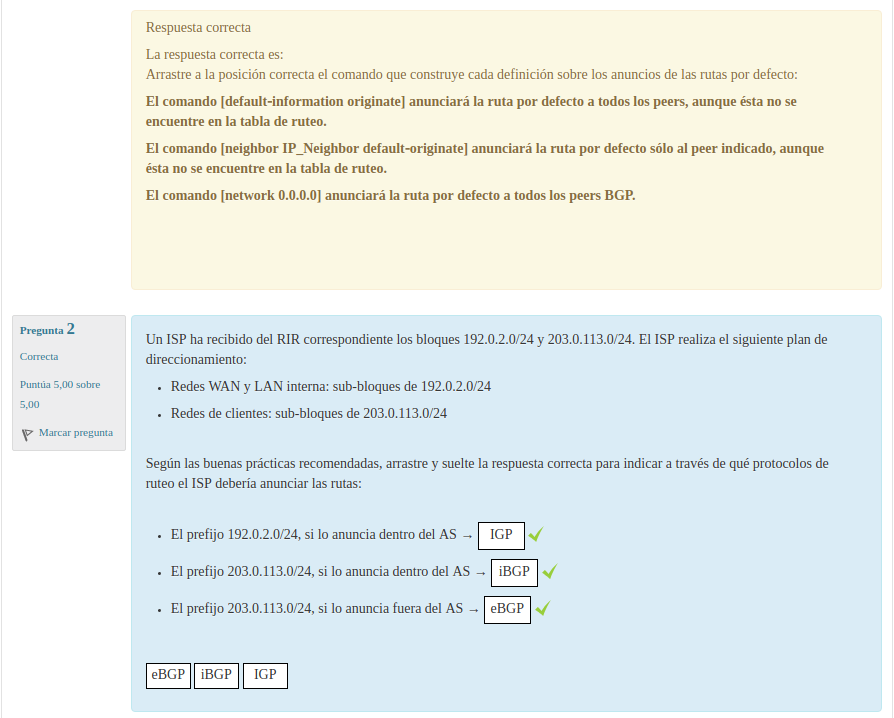 Respuesta correcta
La respuesta correcta es:
Arrastre a la posición correcta el comando que construye cada definición sobre los anuncios de las rutas por defecto:
El comando [default-information originate] anunciará la ruta por defecto a todos los peers, aunque ésta no se
encuentre en la tabla de ruteo.
El comando [neighbor IP_Neighbor default-originate] anunciará la ruta por defecto sólo al peer indicado, aunque
ésta no se encuentre en la tabla de ruteo.
El comando [network 0.0.0.0] anunciará la ruta por defecto a todos los peers BGP.
Pregunta 2
Correcta
Puntúa 5,00 sobre
5,00
Marcar pregunta
Un ISP ha recibido del RIR correspondiente los bloques 192.0.2.0/24 y 203.0.113.0/24. El ISP realiza el siguiente plan de
direccionamiento:
• Redes WAN y LAN interna: sub-bloques de 192.0.2.0/24
• Redes de clientes: sub-bloques de 203.0.113.0/24
Según las buenas prácticas recomendadas, arrastre y suelte la respuesta correcta para indicar a través de qué protocolos de
ruteo el ISP debería anunciar las rutas:
• El prefijo 192.0.2.0/24, si lo anuncia dentro del AS → IGP
• El prefijo 203.0.113.0/24, si lo anuncia dentro del AS → iBGP
• El prefijo 203.0.113.0/24, si lo anuncia fuera del AS → eBGP
eBGP iBGP IGP